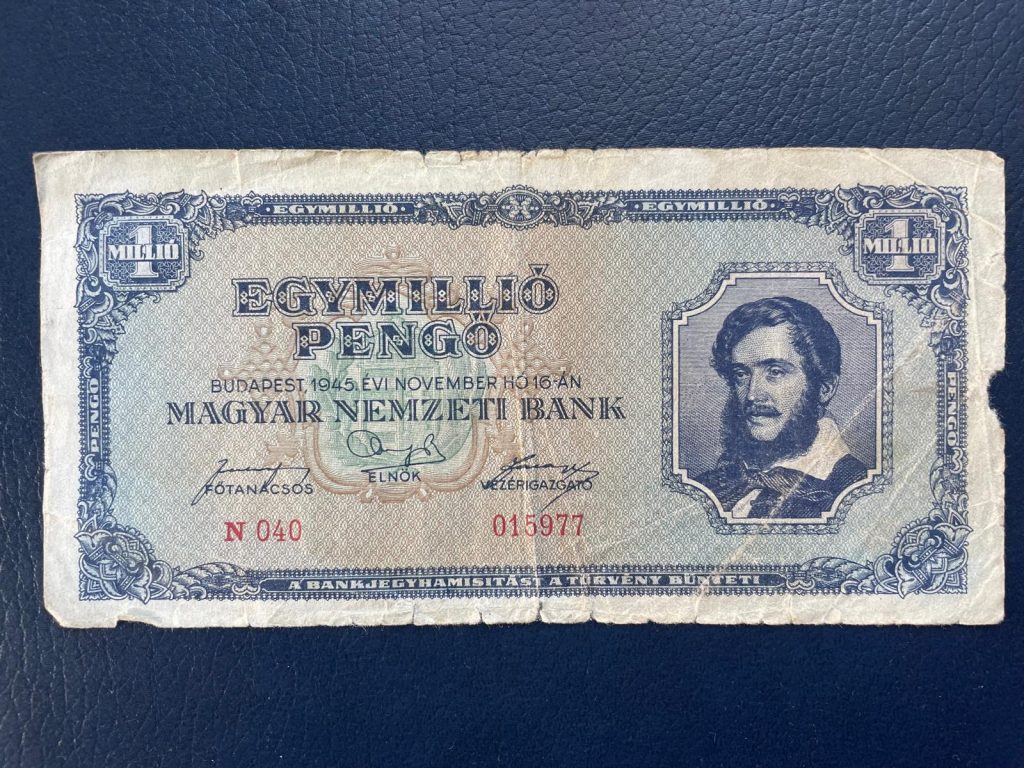 ·EGYMILLIÓ· ·EGYMILLIÓ·
1 MILLIÓ 1 MILLIÓ
EGYMILLIÓ
PENGŐ
BUDAPEST, 1945. ÉVI NOVEMBER HÓ 16-ÁN
MAGYAR NEMZETI BANK
FŐTANÁCSOS ELNÖK VEZÉRIGAZGATÓ
PENGŐ PENGŐ
N 040 015977
A BANKJEGYHAMISITÁST A TÖRVÉNY BÜNTETI